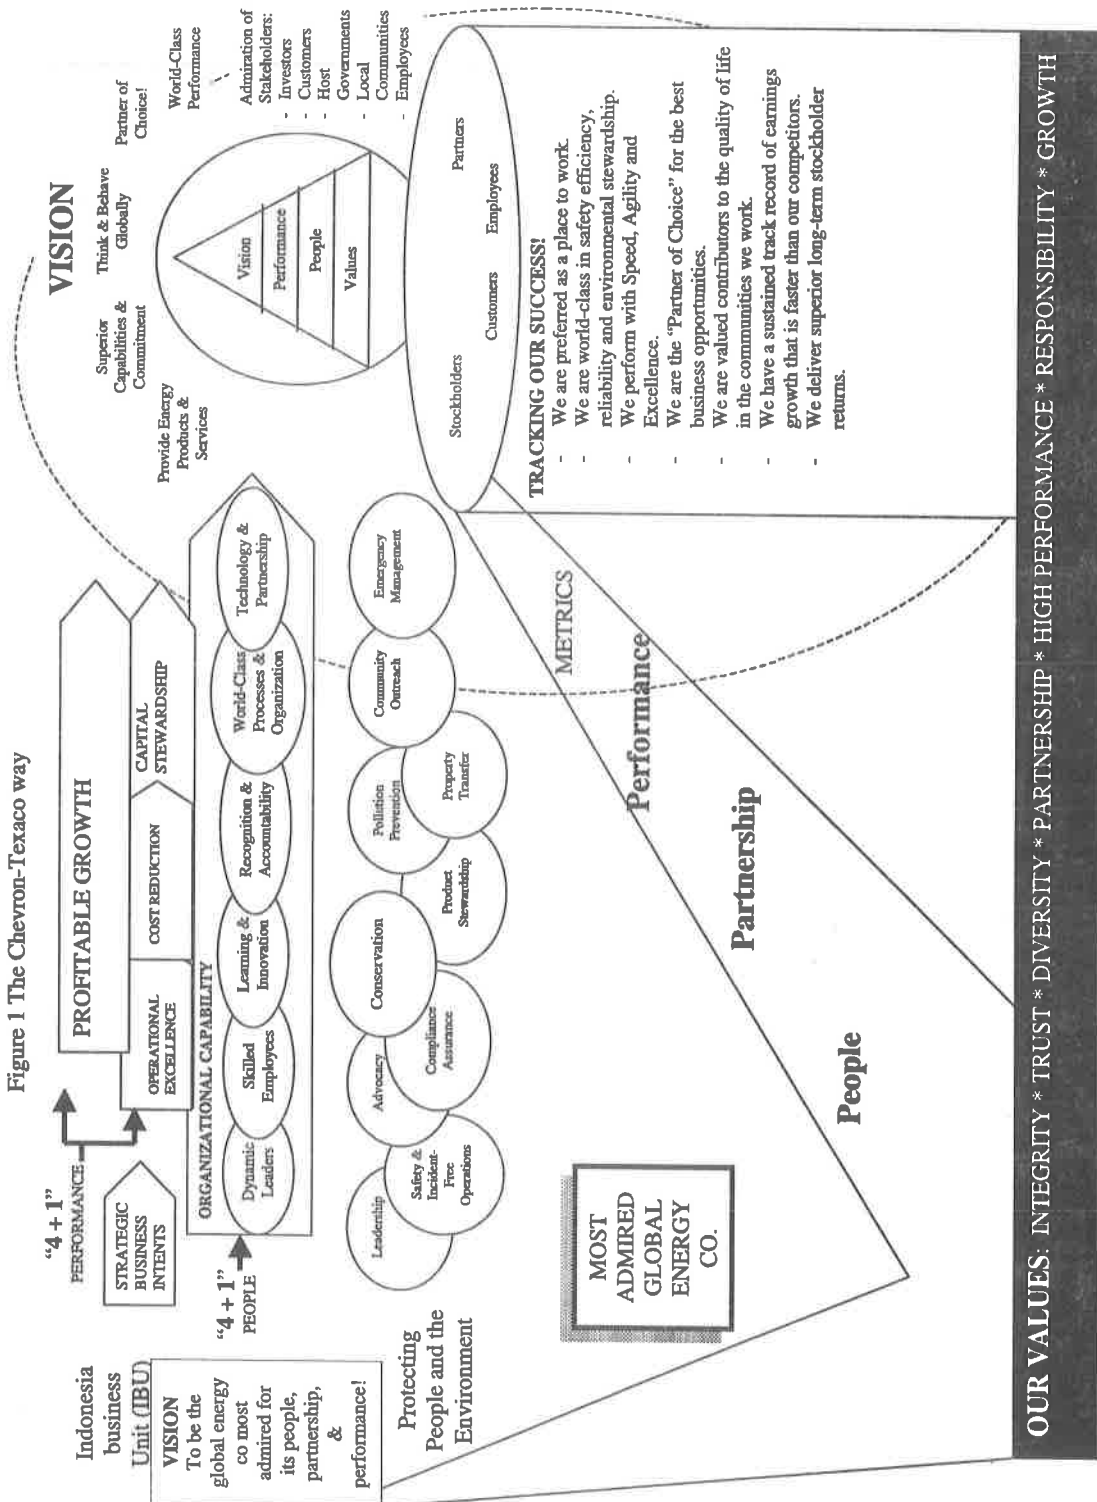 Figure 1 The Chevron-Texaco way
Indonesia
business
Unit (IBU)
VISION
To be the
global energy
co most
admired for
its people,
partnership,
&
performance!
"4 + 1"
PERFORMANCE
STRATEGIC
BUSINESS
INTENTS
"4 + 1"
PEOPLE
PROFITABLE GROWTH
OPERATIONAL
EXCELLENCE
COST REDUCTION
CAPITAL
STEWARDSHIP
ORGANIZATIONAL CAPABILITY
Dynamic
Leaders
Skilled
Employees
Learning &
Innovation
Recognition &
Accountability
World-Class
Processes &
Organization
Technology &
Partnership
Protecting
People and the
Environment
Leadership
Safety &
Incident-
Free
Operations
Advocacy
Compliance
Assurance
Conservation
Product
Stewardship
Pollution
Prevention
Property
Transfer
Community
Outreach
Emergency
Management
VISION
Provide Energy
Products &
Services
Superior
Capabilities &
Commitment
Think & Behave
Globally
Partner of
Choice!
World-Class
Performance
Admiration of
Stakeholders:
- Investors
- Customers
- Host
Governments
- Local
Communities
- Employees
Vision
Performance
People
Values
Stockholders
Customers
Employees
Partners
TRACKING OUR SUCCESS!
- We are preferred as a place to work.
- We are world-class in safety efficiency,
reliability and environmental stewardship.
- We perform with Speed, Agility and
Excellence.
- We are the "Partner of Choice" for the best
business opportunities.
- We are valued contributors to the quality of life
in the communities we work.
- We have a sustained track record of earnings
growth that is faster than our competitors.
- We deliver superior long-term stockholder
returns.
METRICS
MOST
ADMIRED
GLOBAL
ENERGY
CO.
People
Partnership
Performance
OUR VALUES: INTEGRITY * TRUST * DIVERSITY * PARTNERSHIP * HIGH PERFORMANCE * RESPONSIBILITY * GROWTH